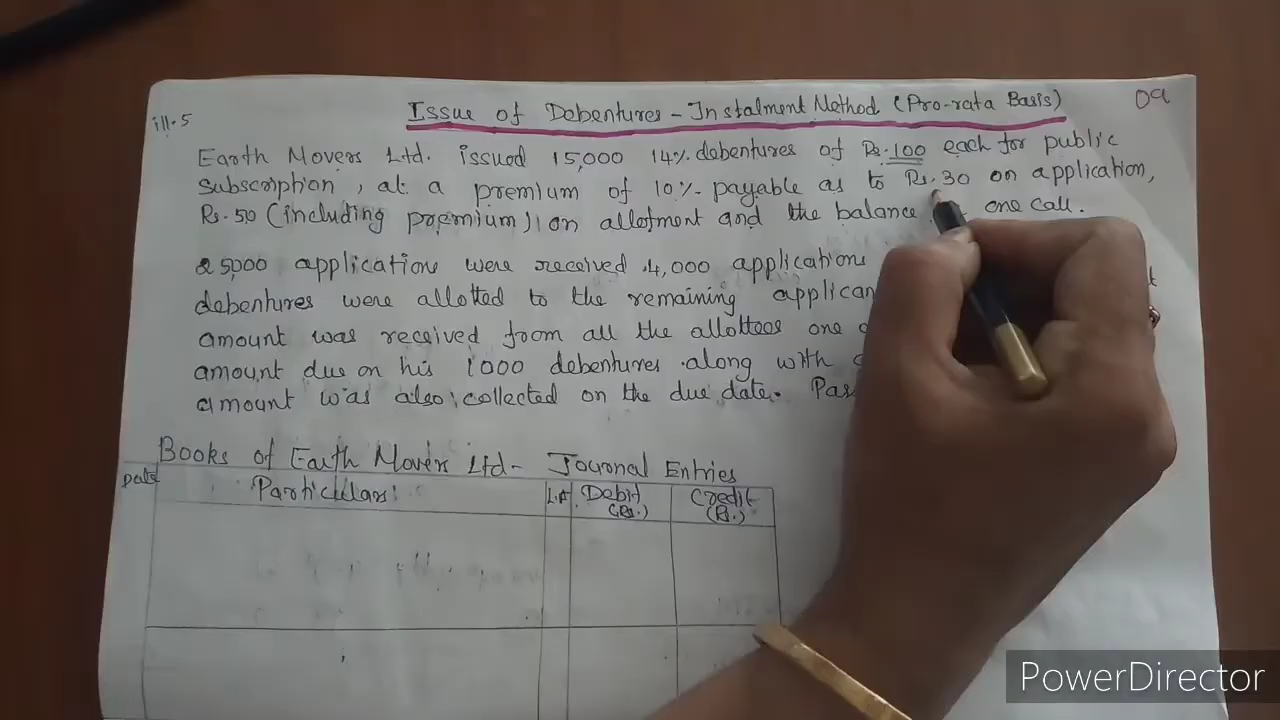 09
Issue of Debentures - Instalment Method (Pro-rata Basis)
ill.5
Earth Movers Ltd. issued 15,000 14% debentures of Rs.100 each for public
subscription, at a premium of 10% payable as to Rs.30 on application,
Rs.50 (including premium) on allotment and the balance one call.
25,000 application were received .4,000 applications
debentures were allotted to the remaining
amount was received from all the allottees one
amount due on his 1000 debentures .along with
amount was also collected on the due date.
Books of Earth Movers Ltd- Journal Entries
Particulars L.F Debit (Rs.) Credit (Rs.)
PowerDirector